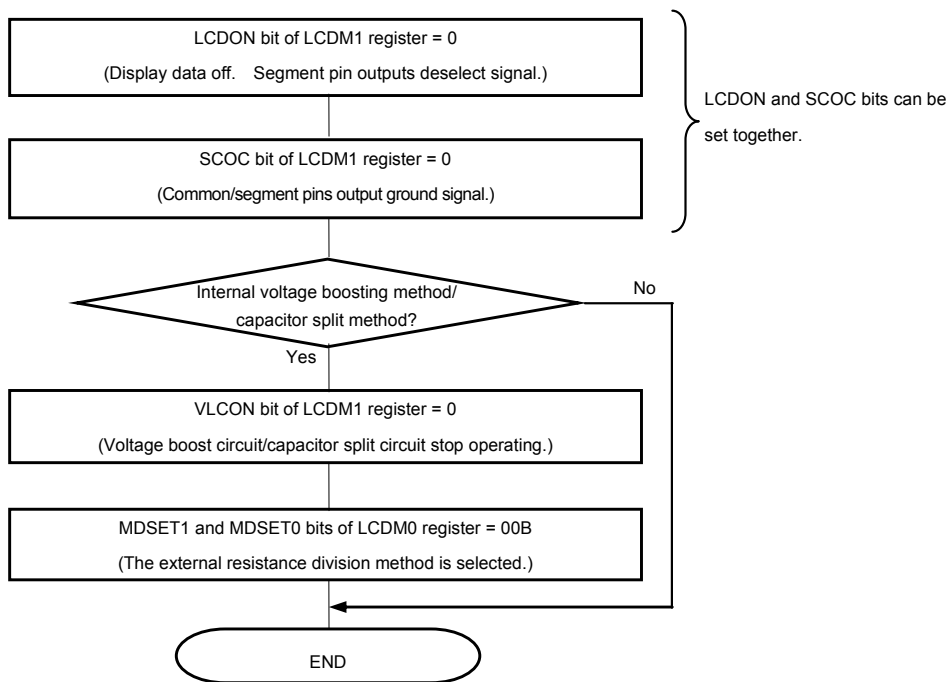 LCDON bit of LCDM1 register = 0
(Display data off. Segment pin outputs deselect signal.)
LCDON and SCOC bits can be
set together.
SCOC bit of LCDM1 register = 0
(Common/segment pins output ground signal.)
Internal voltage boosting method/
capacitor split method?
No
Yes
VLCON bit of LCDM1 register = 0
(Voltage boost circuit/capacitor split circuit stop operating.)
MDSET1 and MDSET0 bits of LCDM0 register = 00B
(The external resistance division method is selected.)
END